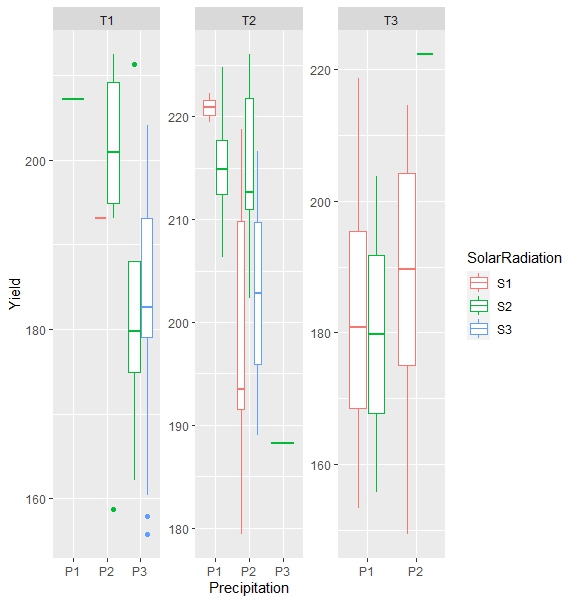 T1 T2 T3
220
220
200
210
200
Yield
200
180
180
190
160
160
180
P1 P2 P3 P1 P2 P3 P1 P2
Precipitation
SolarRadiation
S1
S2
S3